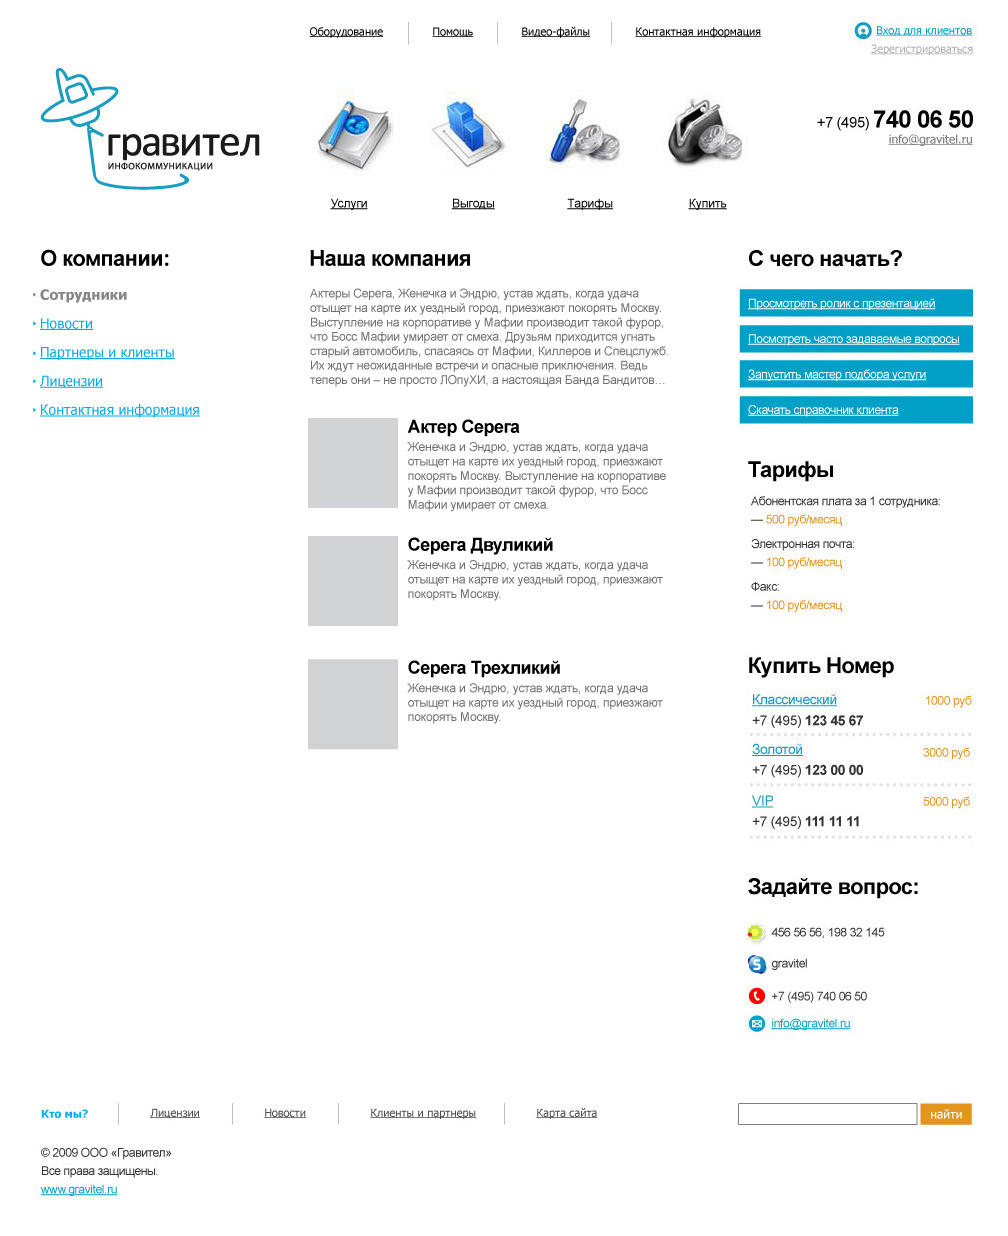 Оборудование
Помощь
Видео-файлы
Контактная информация
Вход для клиентов
Зерегистрироваться
гравител
ИНФОКОММУНИКАЦИИ
+7 (495) 740 06 50
info@gravitel.ru
Услуги
Выгоды
Тарифы
Купить
О компании:
Сотрудники
Новости
Партнеры и клиенты
Лицензии
Контактная информация
Наша компания
Актеры Серега, Женечка и Эндрю, устав ждать, когда удача
отыщет на карте их уездный город, приезжают покорять Москву.
Выступление на корпоративе у Мафии производит такой фурор,
что Босс Мафии умирает от смеха. Друзьям приходится угнать
старый автомобиль, спасаясь от Мафии, Киллеров и Спецслужб.
Их ждут неожиданные встречи и опасные приключения. Ведь
теперь они – не просто ЛОпуХИ, а настоящая Банда Бандитов…
Актер Серега
Женечка и Эндрю, устав ждать, когда удача
отыщет на карте их уездный город, приезжают
покорять Москву. Выступление на корпоративе
у Мафии производит такой фурор, что Босс
Мафии умирает от смеха.
Серега Двуликий
Женечка и Эндрю, устав ждать, когда удача
отыщет на карте их уездный город, приезжают
покорять Москву.
Серега Трехликий
Женечка и Эндрю, устав ждать, когда удача
отыщет на карте их уездный город, приезжают
покорять Москву.
С чего начать?
Просмотреть ролик с презентацией
Посмотреть часто задаваемые вопросы
Запустить мастер подбора услуги
Скачать справочник клиента
Тарифы
Абонентская плата за 1 сотрудника:
— 500 руб/месяц
Электронная почта:
— 100 руб/месяц
Факс:
— 100 руб/месяц
Купить Номер
Классический 1000 руб
+7 (495) 123 45 67
Золотой 3000 руб
+7 (495) 123 00 00
VIP 5000 руб
+7 (495) 111 11 11
Задайте вопрос:
456 56 56, 198 32 145
gravitel
+7 (495) 740 06 50
info@gravitel.ru
Кто мы?
Лицензии
Новости
Клиенты и партнеры
Карта сайта
найти
© 2009 ООО «Гравител»
Все права защищены.
www.gravitel.ru